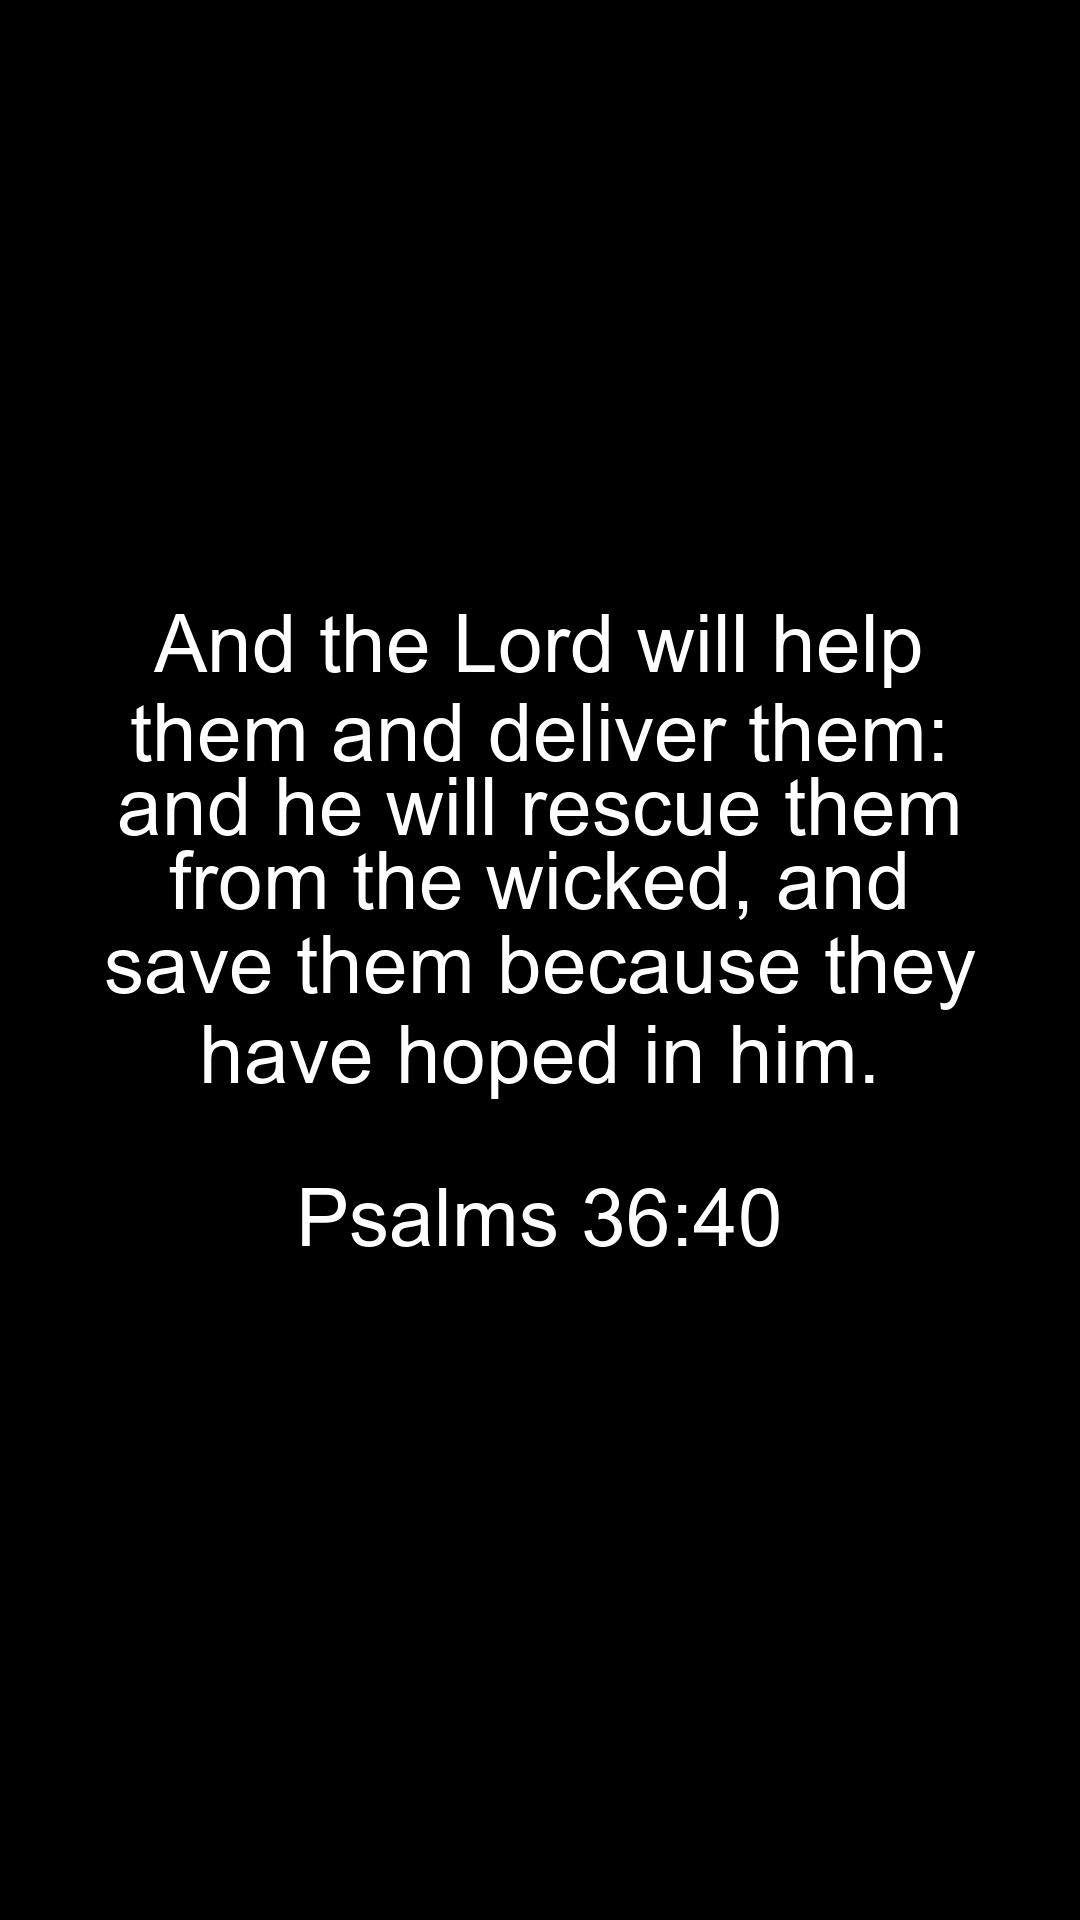 And the Lord will help
them and deliver them:
and he will rescue them
from the wicked, and
save them because they
have hoped in him.
Psalms 36:40